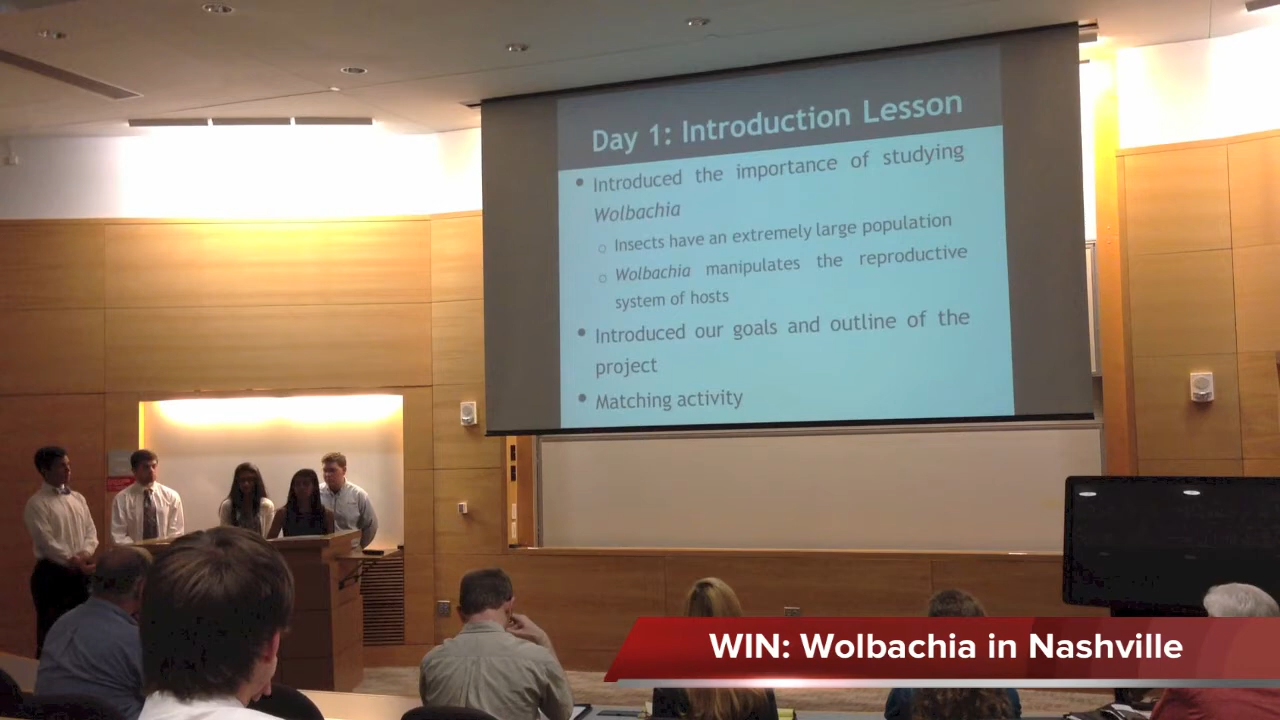 Day 1: Introduction Lesson
• Introduced the importance of studying
Wolbachia
○ Insects have an extremely large population
○ Wolbachia manipulates the reproductive
system of hosts
• Introduced our goals and outline of the
project
• Matching activity
WIN: Wolbachia in Nashville